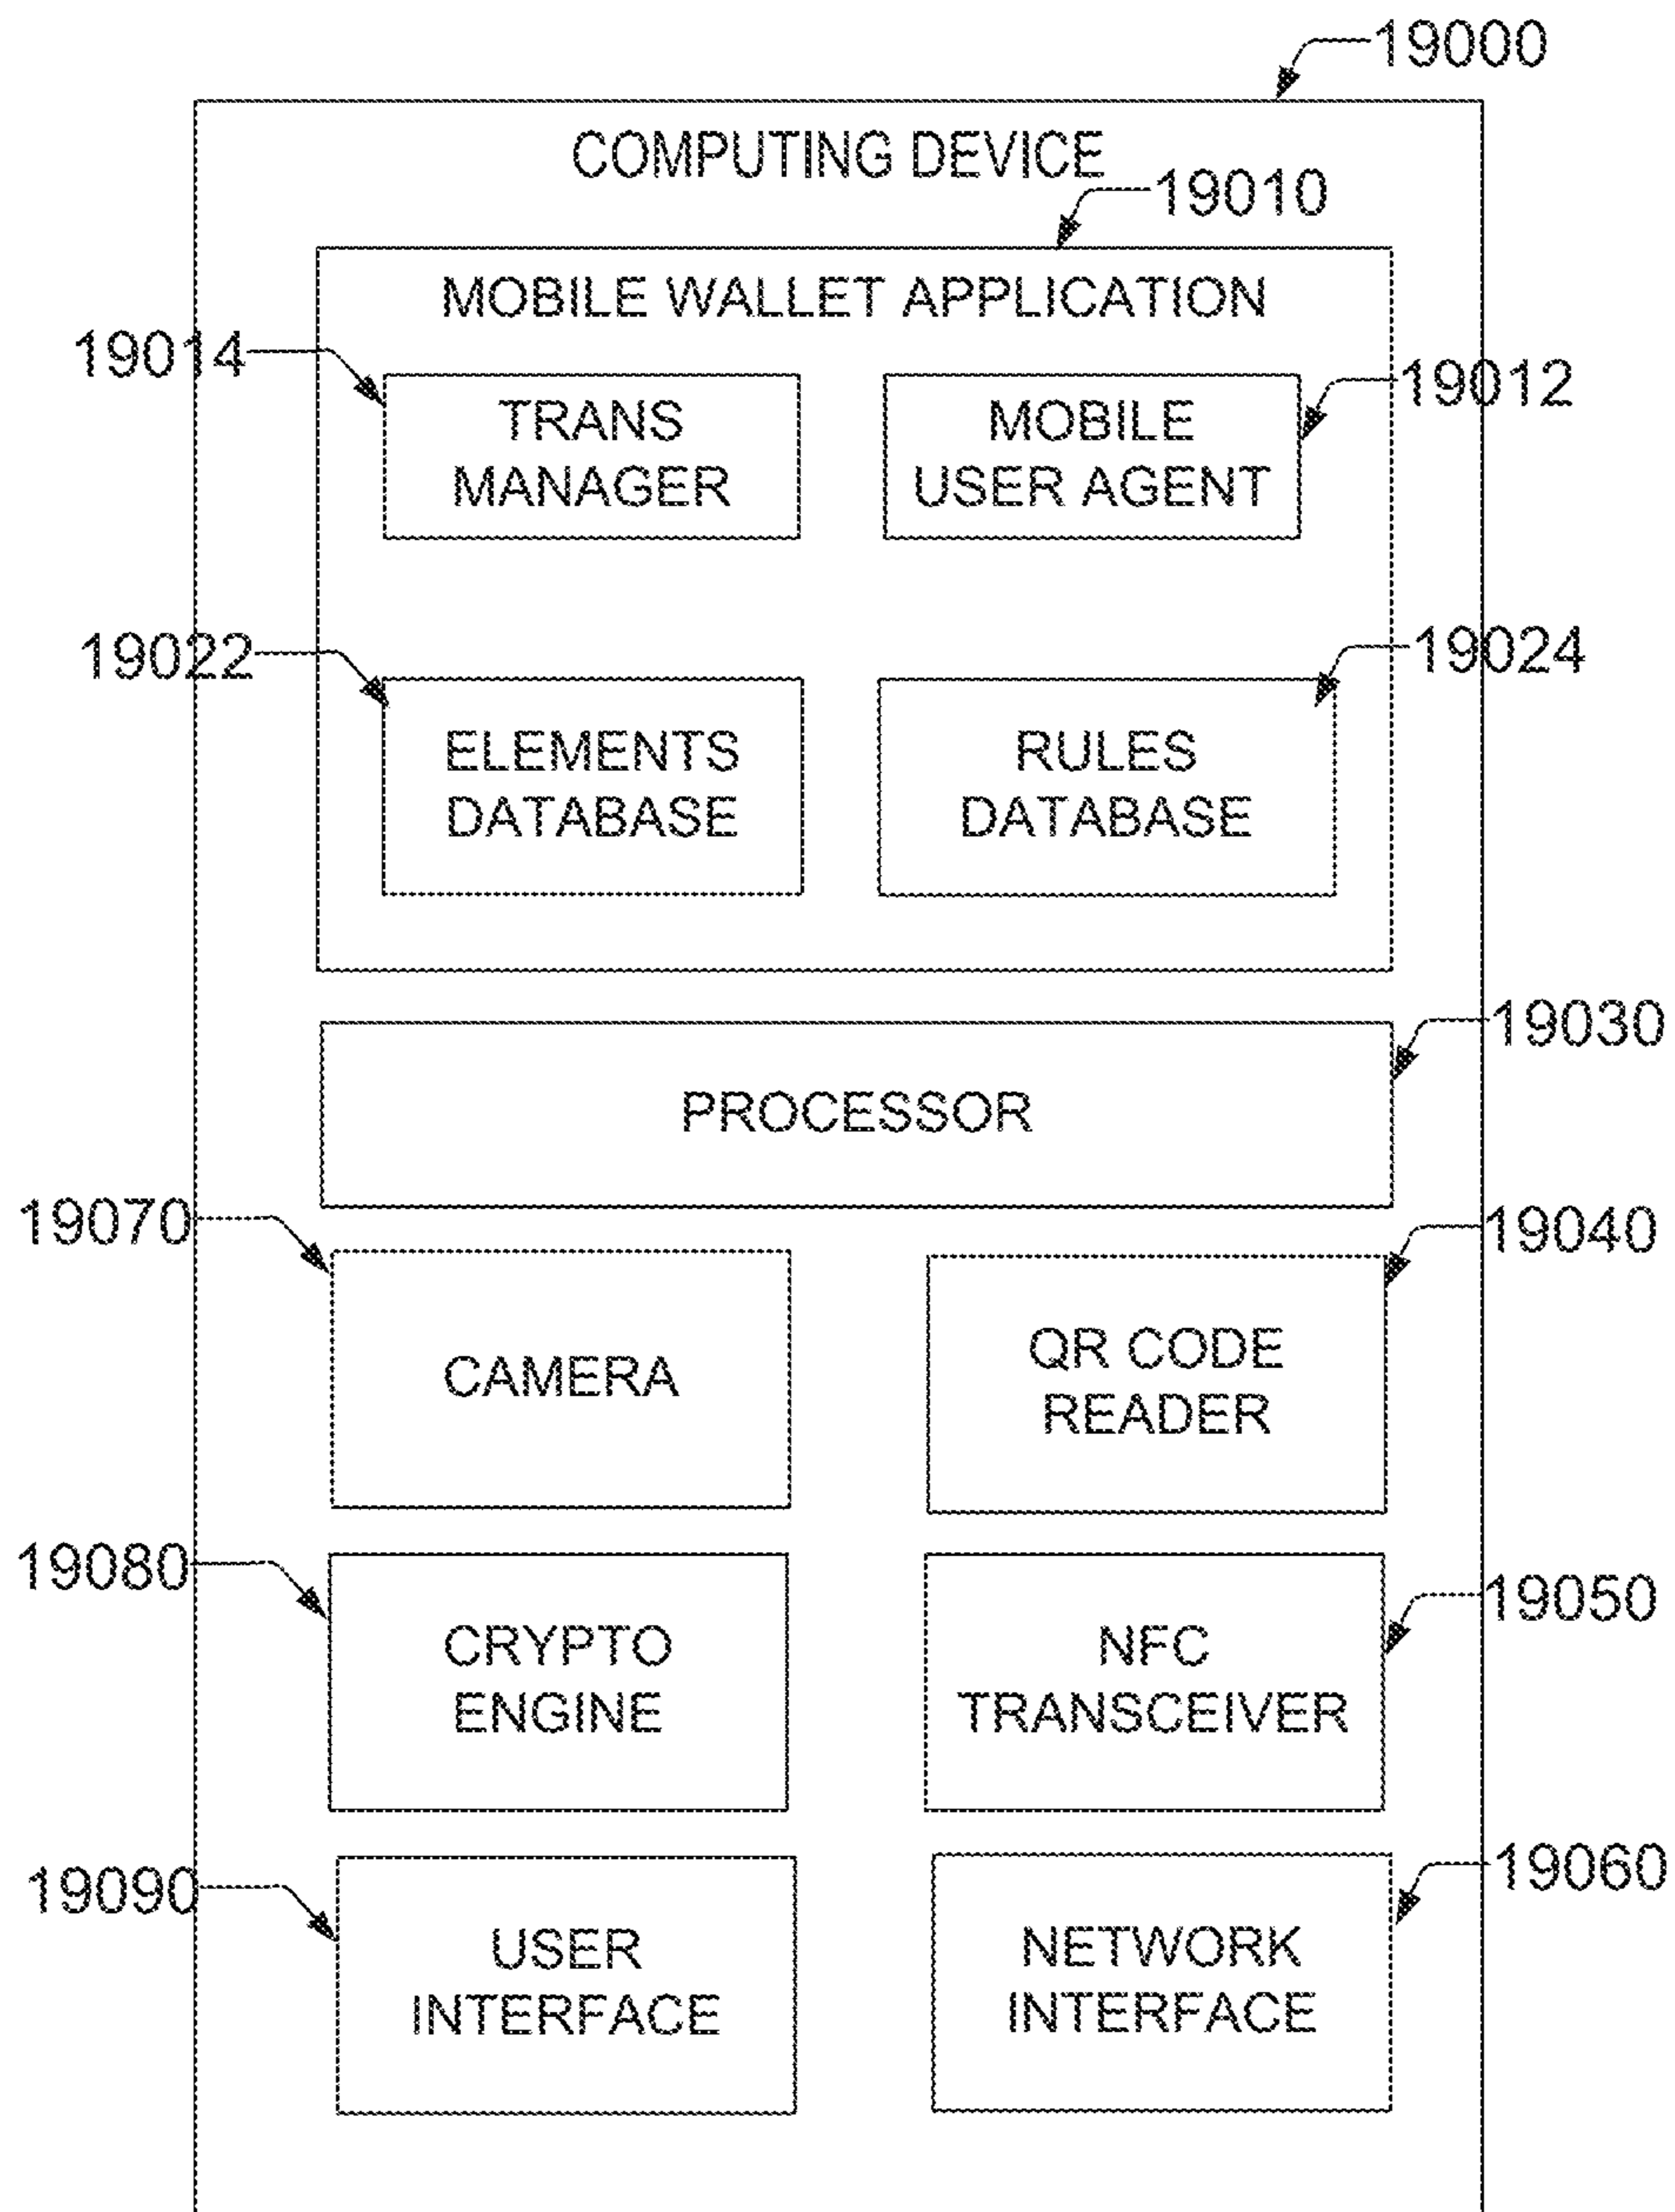 19000
COMPUTING DEVICE
19010
MOBILE WALLET APPLICATION
19014
TRANS
MANAGER
MOBILE
USER AGENT
19012
19022
ELEMENTS
DATABASE
RULES
DATABASE
19024
PROCESSOR
19030
19070
CAMERA
QR CODE
READER
19040
19080
CRYPTO
ENGINE
NFC
TRANSCEIVER
19050
19090
USER
INTERFACE
NETWORK
INTERFACE
19060